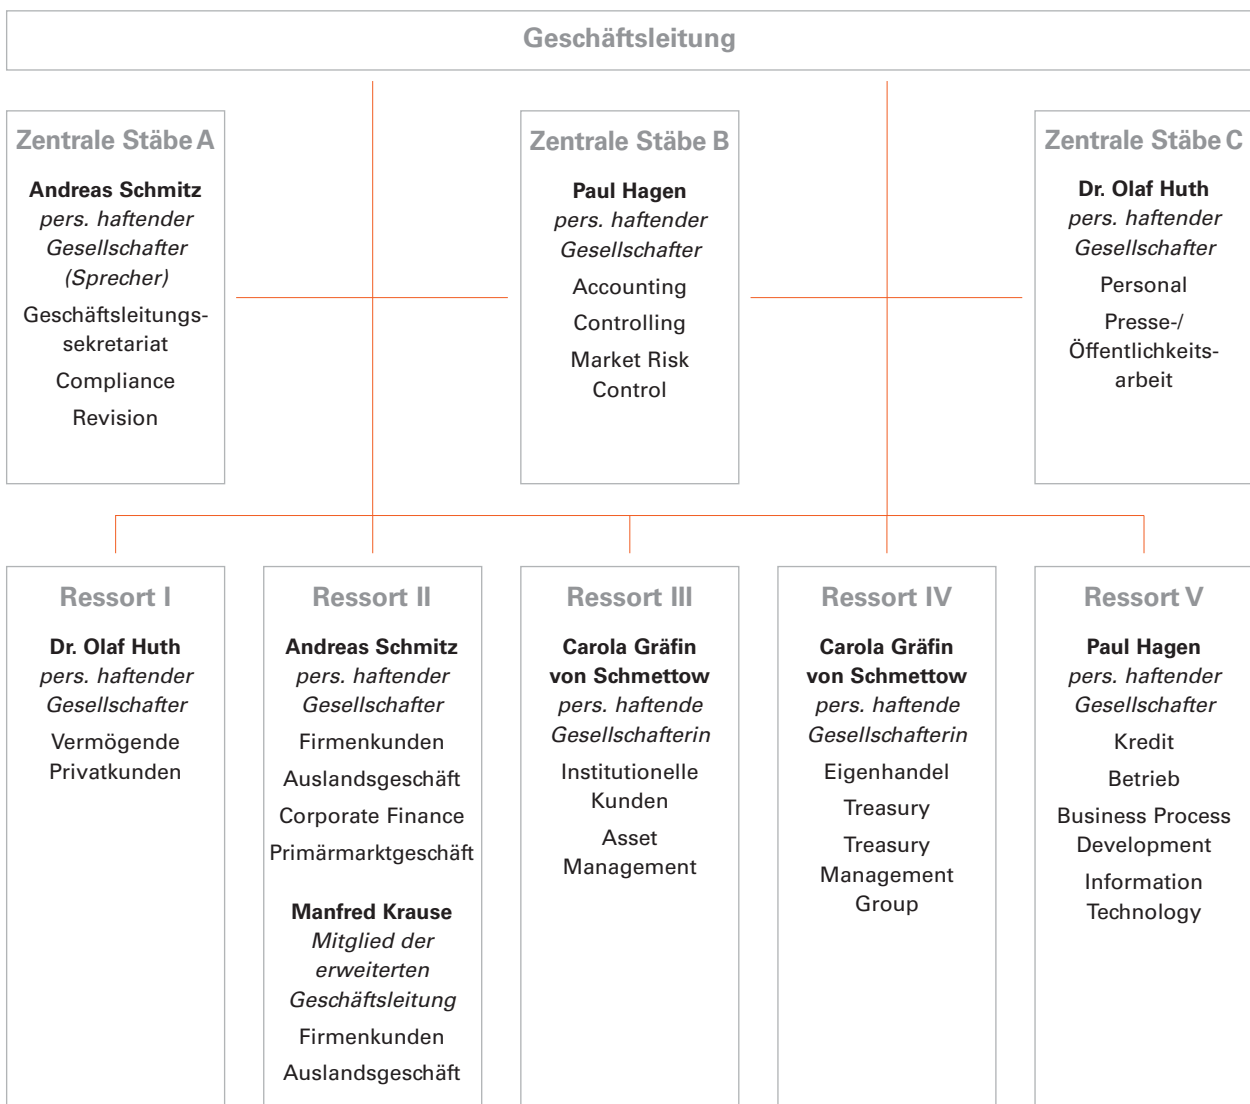 Geschäftsleitung
Zentrale Stäbe A
Andreas Schmitz
pers. haftender
Gesellschafter
(Sprecher)
Geschäftsleitungs-
sekretariat
Compliance
Revision
Zentrale Stäbe B
Paul Hagen
pers. haftender
Gesellschafter
Accounting
Controlling
Market Risk
Control
Zentrale Stäbe C
Dr. Olaf Huth
pers. haftender
Gesellschafter
Personal
Presse-/
Öffentlichkeits-
arbeit
Ressort I
Dr. Olaf Huth
pers. haftender
Gesellschafter
Vermögende
Privatkunden
Ressort II
Andreas Schmitz
pers. haftender
Gesellschafter
Firmenkunden
Auslandsgeschäft
Corporate Finance
Primärmarktgeschäft
Manfred Krause
Mitglied der
erweiterten
Geschäftsleitung
Firmenkunden
Auslandsgeschäft
Ressort III
Carola Gräfin
von Schmettow
pers. haftende
Gesellschafterin
Institutionelle
Kunden
Asset
Management
Ressort IV
Carola Gräfin
von Schmettow
pers. haftende
Gesellschafterin
Eigenhandel
Treasury
Treasury
Management
Group
Ressort V
Paul Hagen
pers. haftender
Gesellschafter
Kredit
Betrieb
Business Process
Development
Information
Technology